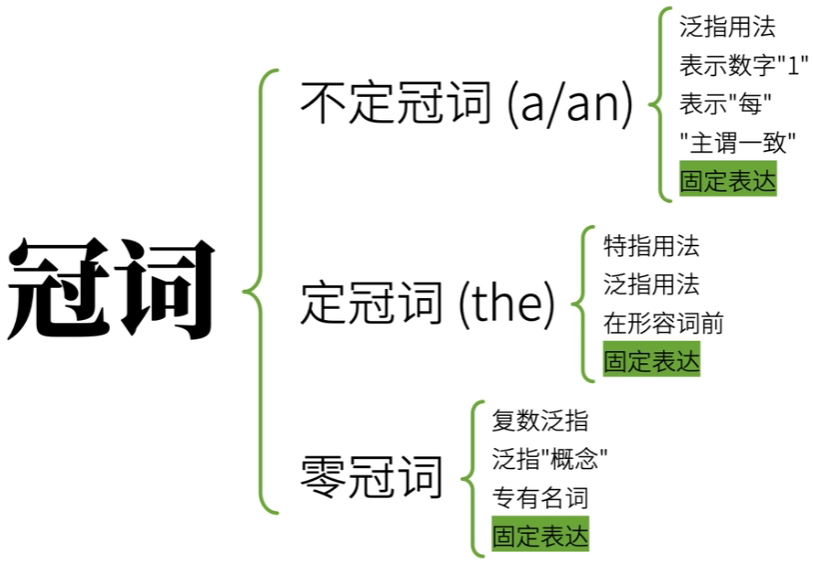 冠词
不定冠词 (a/an)
泛指用法
表示数字"1"
表示"每"
"主谓一致"
固定表达
定冠词 (the)
特指用法
泛指用法
在形容词前
固定表达
零冠词
复数泛指
泛指"概念"
专有名词
固定表达